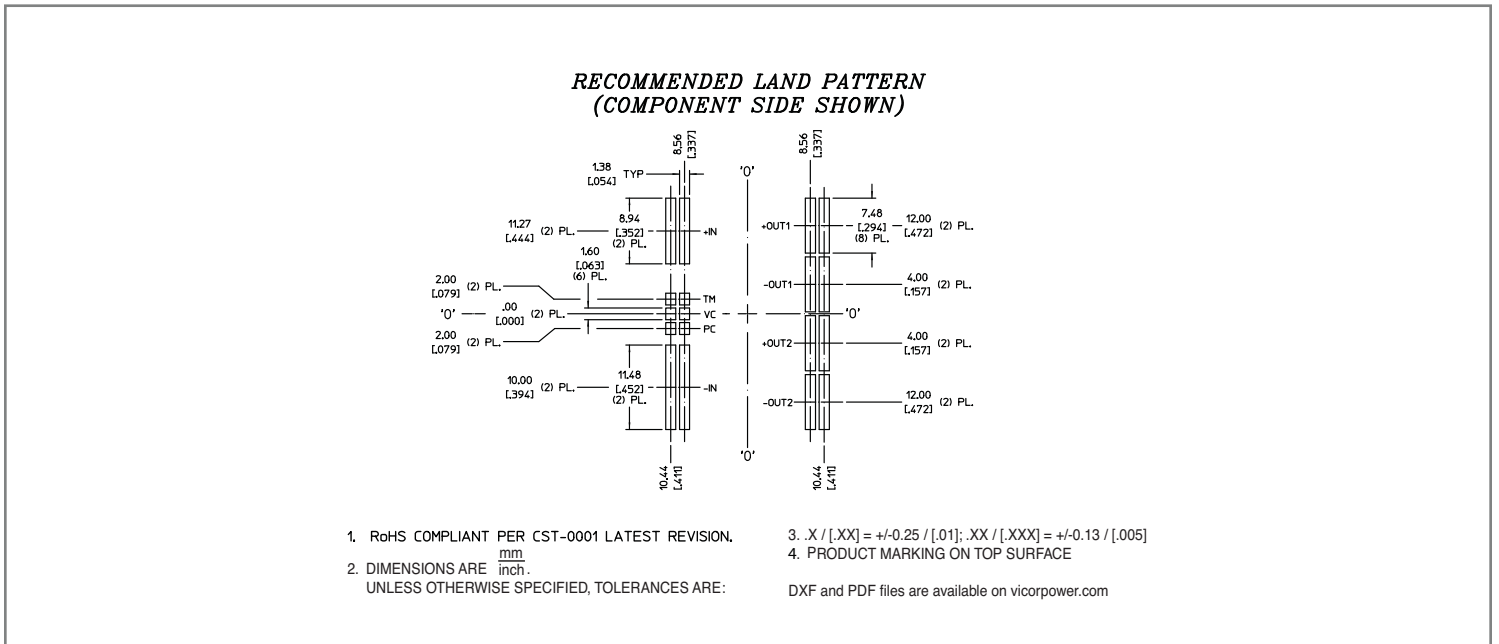 RECOMMENDED LAND PATTERN
(COMPONENT SIDE SHOWN)
8.56
[.337]
8.56
[.337]
1.38
[.054] TYP
'0'
11.27
[.444] (2) PL.
8.94
[.352]
(2) PL.
+IN
+OUT1
7.48
[.294]
(8) PL.
12.00
[.472] (2) PL.
1.60
[.063]
(6) PL.
2.00
[.079] (2) PL.
TM
-OUT1
4.00
[.157] (2) PL.
'0'
.00
[.000] (2) PL.
VC
'0'
2.00
[.079] (2) PL.
PC
+OUT2
4.00
[.157] (2) PL.
10.00
[.394] (2) PL.
11.48
[.452]
(2) PL.
-IN
-OUT2
12.00
[.472] (2) PL.
'0'
10.44
[.411]
10.44
[.411]
1. RoHS COMPLIANT PER CST-0001 LATEST REVISION.
2. DIMENSIONS ARE mm
inch.
UNLESS OTHERWISE SPECIFIED, TOLERANCES ARE:
3. .X / [.XX] = +/-0.25 / [.01]; .XX / [.XXX] = +/-0.13 / [.005]
4. PRODUCT MARKING ON TOP SURFACE
DXF and PDF files are available on vicorpower.com